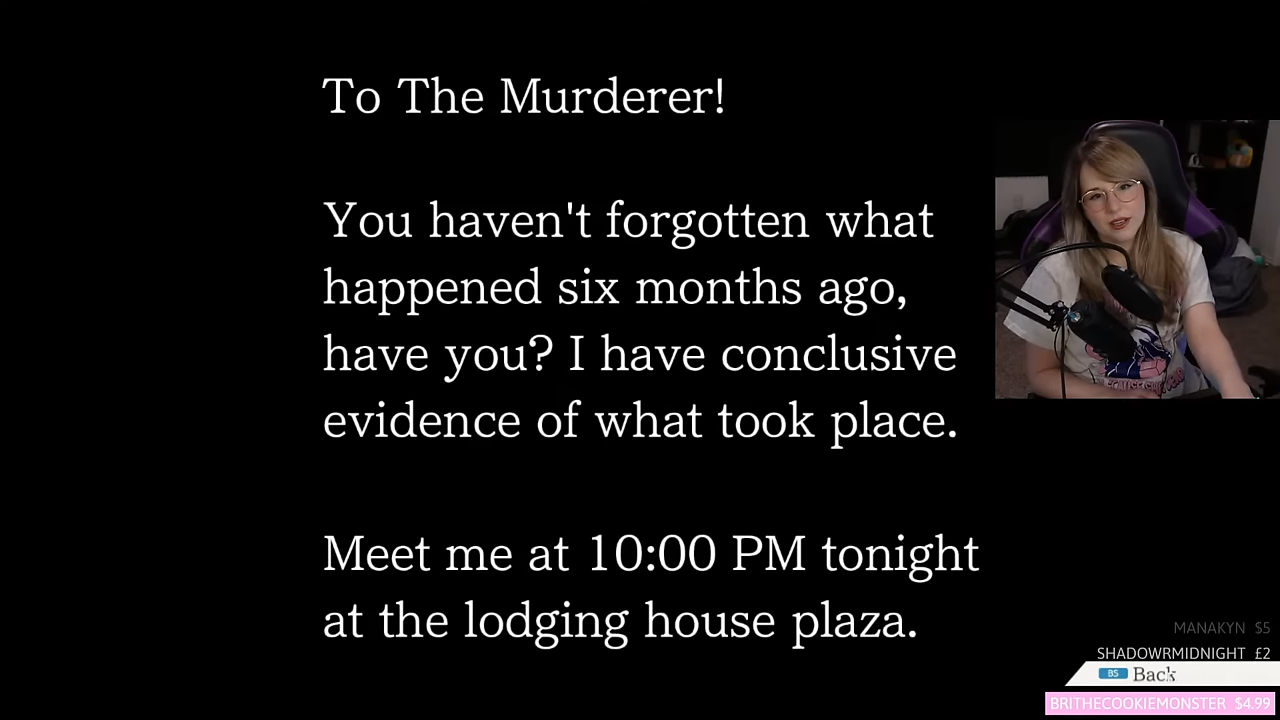 To The Murderer!
You haven't forgotten what
happened six months ago,
have you? I have conclusive
evidence of what took place.
Meet me at 10:00 PM tonight
at the lodging house plaza.
MANAKYN $5
SHADOWRMIDNIGHT £2
BS Back
BRITHECOOKIEMONSTER $4.99